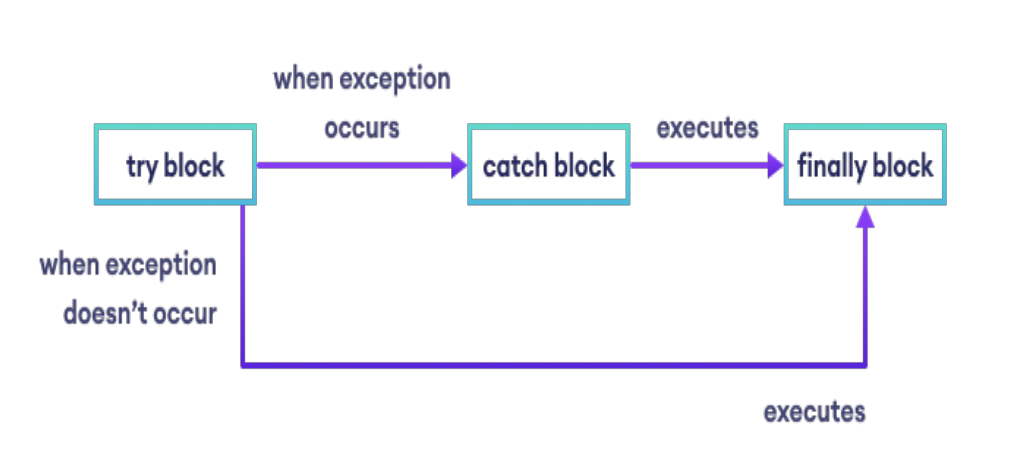 when exception
occurs
executes
try block
catch block
finally block
when exception
doesn't occur
executes